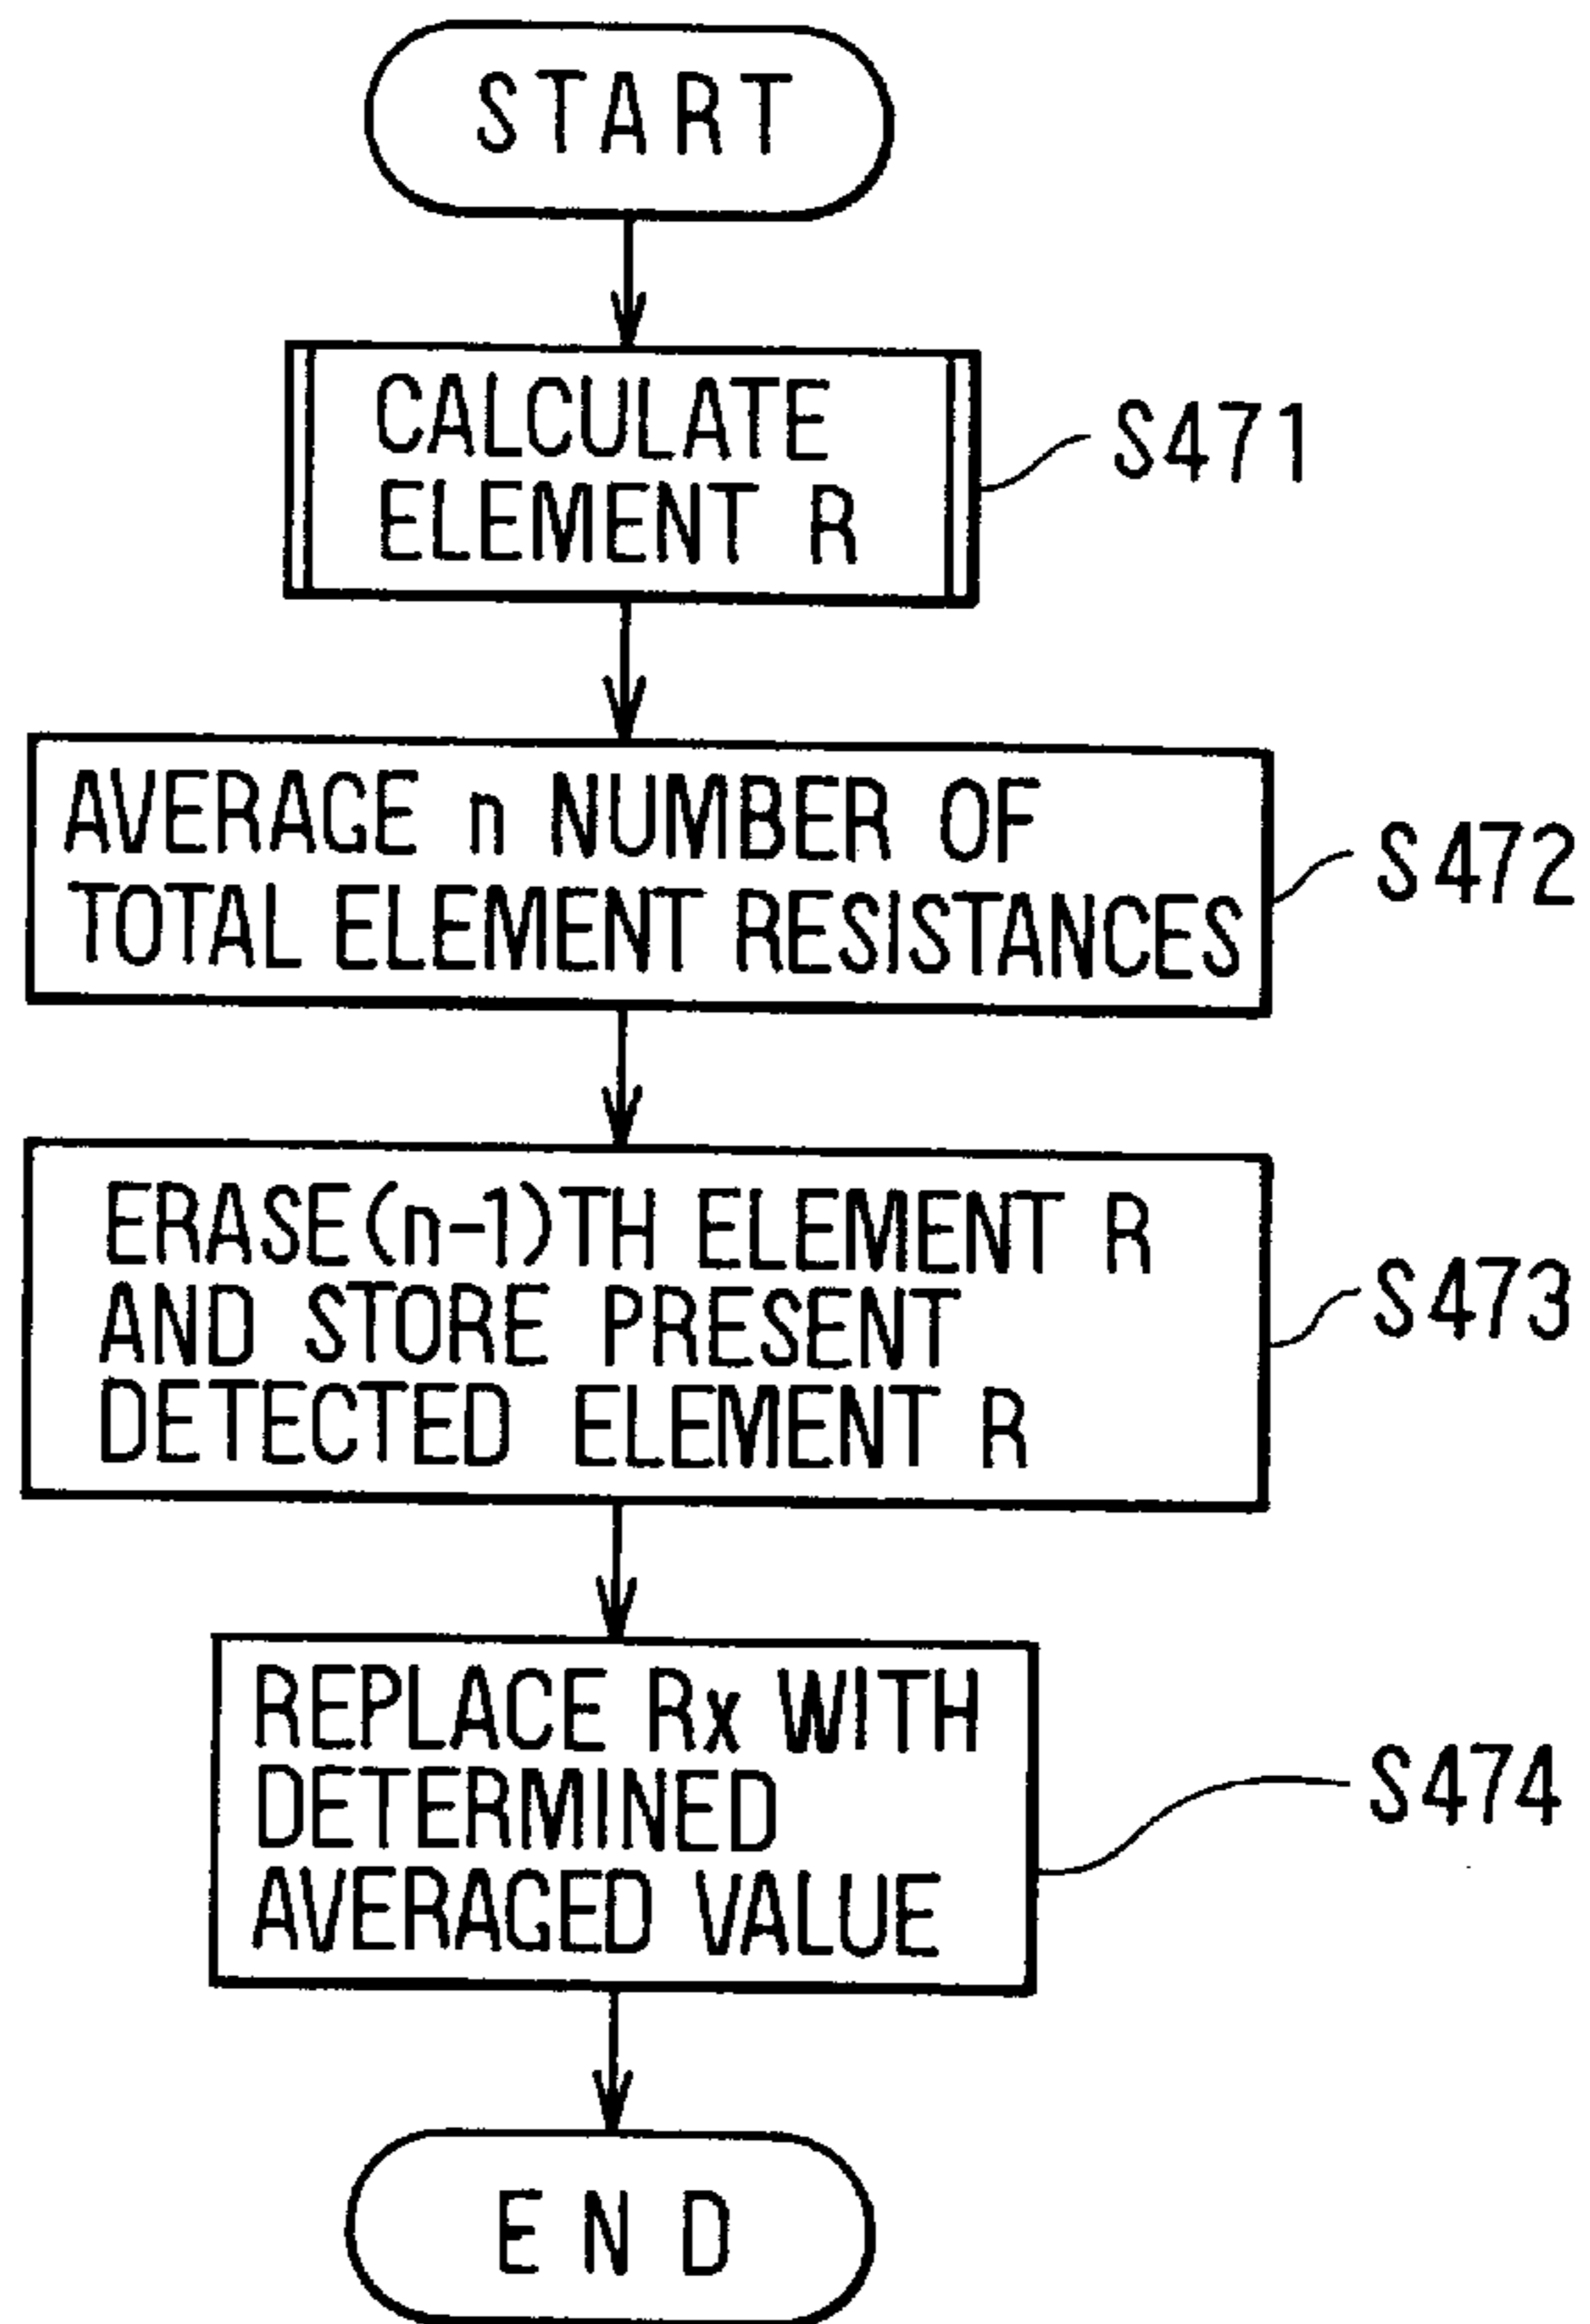 START
CALCULATE
ELEMENT R
S471
AVERAGE n NUMBER OF
TOTAL ELEMENT RESISTANCES
S472
ERASE(n-1)TH ELEMENT R
AND STORE PRESENT
DETECTED ELEMENT R
S473
REPLACE Rx WITH
DETERMINED
AVERAGED VALUE
S474
END